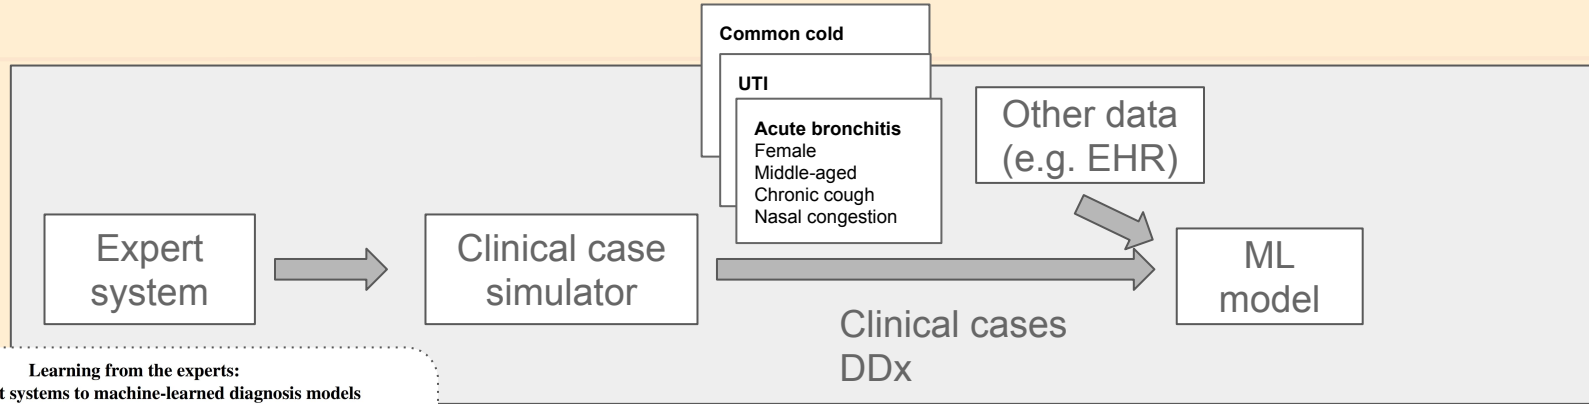 Common cold
UTI
Acute bronchitis
Female
Middle-aged
Chronic cough
Nasal congestion
Other data
(e.g. EHR)
Expert
system
Clinical case
simulator
ML
model
Clinical cases
DDx
Learning from the experts:
systems to machine-learned diagnosis models